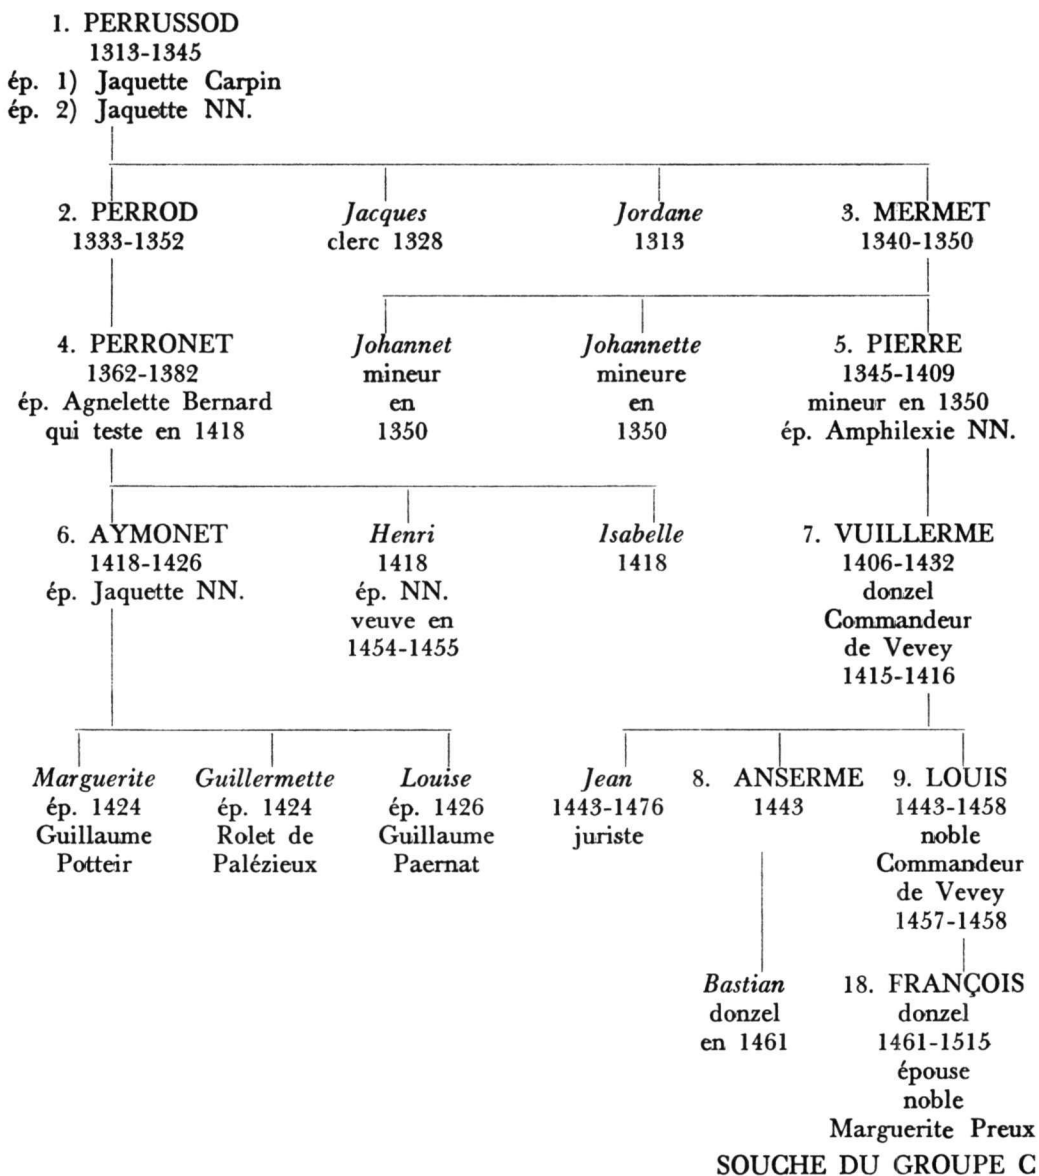 1. PERRUSSOD
1313-1345
ép. 1) Jaquette Carpin
ép. 2) Jaquette NN.
2. PERROD
1333-1352
Jacques
clerc 1328
Jordane
1313
3. MERMET
1340-1350
4. PERRONET
1362-1382
ép. Agnelette Bernard
qui teste en 1418
Johannet
mineur
en
1350
Johannette
mineure
en
1350
5. PIERRE
1345-1409
mineur en 1350
ép. Amphilexie NN.
6. AYMONET
1418-1426
ép. Jaquette NN.
Henri
1418
ép. NN.
veuve en
1454-1455
Isabelle
1418
7. VUILLERME
1406-1432
donzel
Commandeur
de Vevey
1415-1416
Marguerite
ép. 1424
Guillaume
Potteir
Guillermette
ép. 1424
Rolet de
Palézieux
Louise
ép. 1426
Guillaume
Paernat
Jean
1443-1476
juriste
8. ANSERME
1443
9. LOUIS
1443-1458
noble
Commandeur
de Vevey
1457-1458
Bastian
donzel
en 1461
18. FRANÇOIS
donzel
1461-1515
épouse
noble
Marguerite Preux
SOUCHE DU GROUPE C